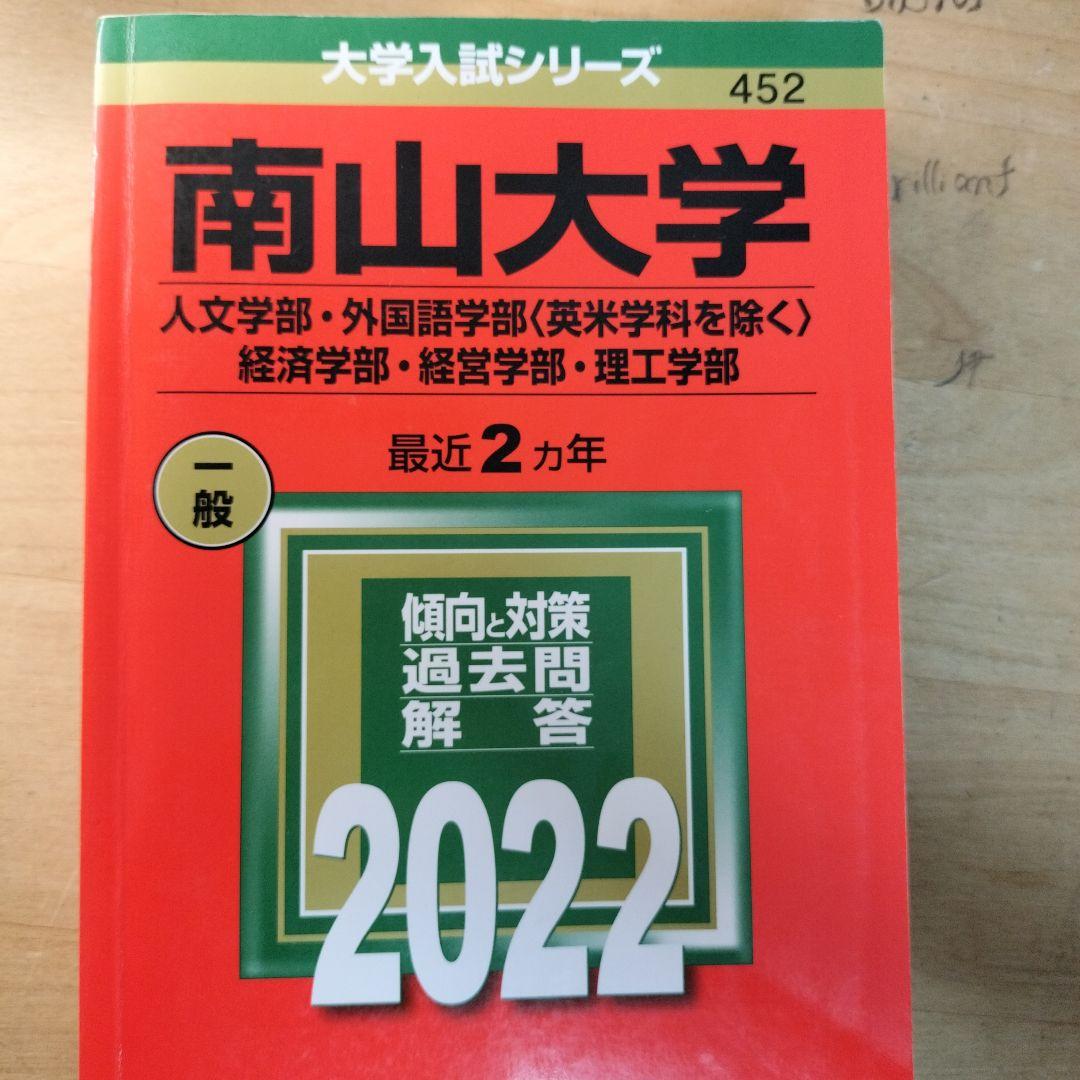 大学入試シリーズ
452
南山大学
人文学部・外国語学部〈英米学科を除く〉
経済学部・経営学部・理工学部
最近2カ年
一般
傾向と対策
過去問
解答
2022
rilliant